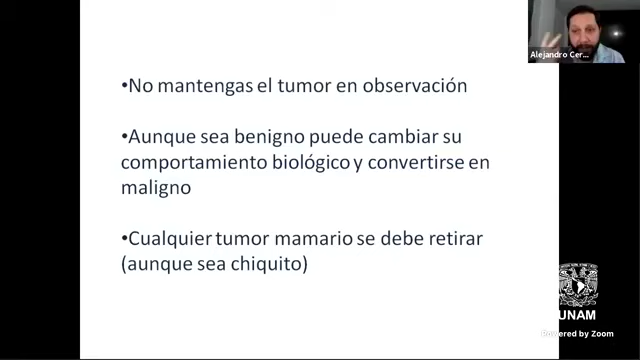 Alejandro Cer...
•No mantengas el tumor en observación
•Aunque sea benigno puede cambiar su
comportamiento biológico y convertirse en
maligno
•Cualquier tumor mamario se debe retirar
(aunque sea chiquito)
UNAM
Powered by Zoom